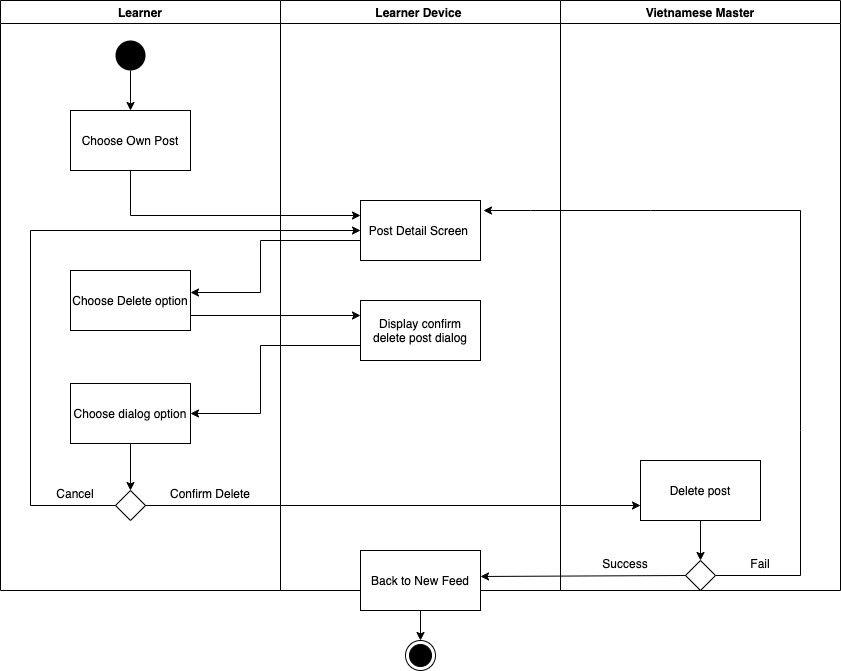 Learner
Learner Device
Vietnamese Master
Choose Own Post
Post Detail Screen
Choose Delete option
Display confirm
delete post dialog
Choose dialog option
Cancel
Confirm Delete
Delete post
Success
Fail
Back to New Feed